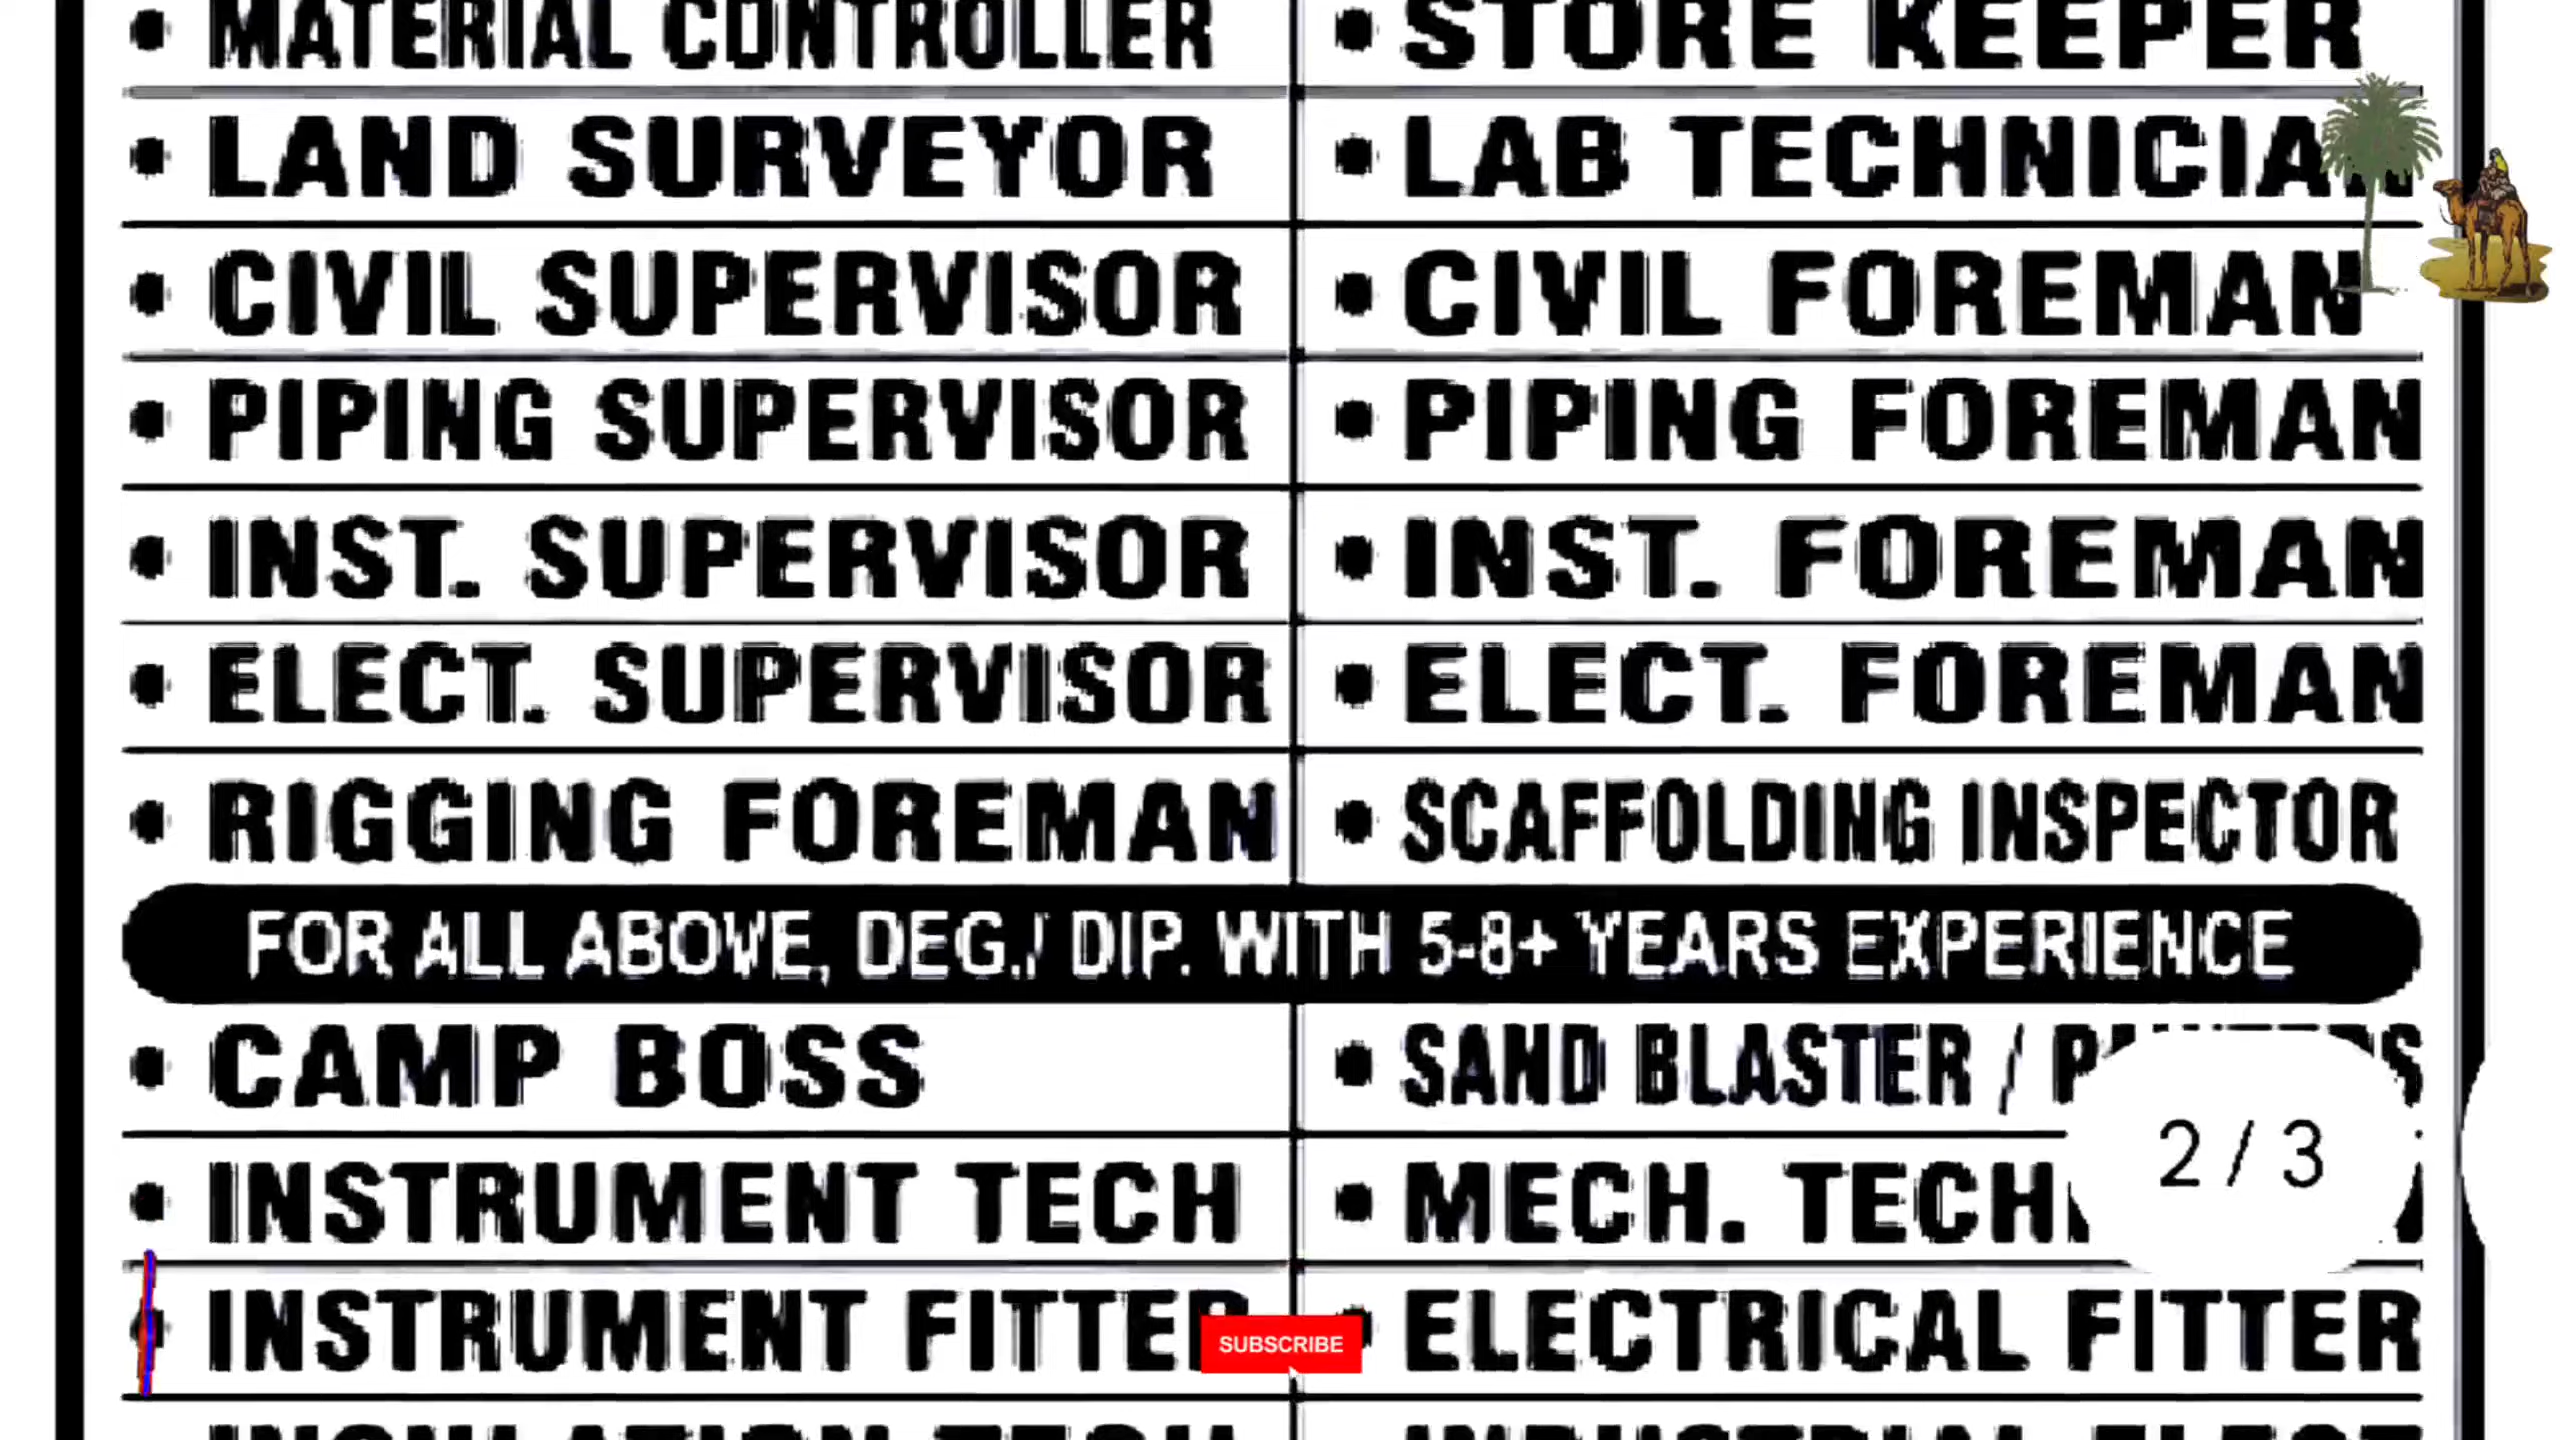 • MATERIAL CONTROLLER
• STORE KEEPER
• LAND SURVEYOR
• LAB TECHNICIAN
• CIVIL SUPERVISOR
• CIVIL FOREMAN
• PIPING SUPERVISOR
• PIPING FOREMAN
• INST. SUPERVISOR
• INST. FOREMAN
• ELECT. SUPERVISOR
• ELECT. FOREMAN
• RIGGING FOREMAN
• SCAFFOLDING INSPECTOR
FOR ALL ABOVE, DEG./ DIP. WITH 5-8+ YEARS EXPERIENCE
• CAMP BOSS
• SAND BLASTER /
• INSTRUMENT TECH
• MECH.
2 / 3
• INSTRUMENT FITTER
• ELECTRICAL FITTER
SUBSCRIBE